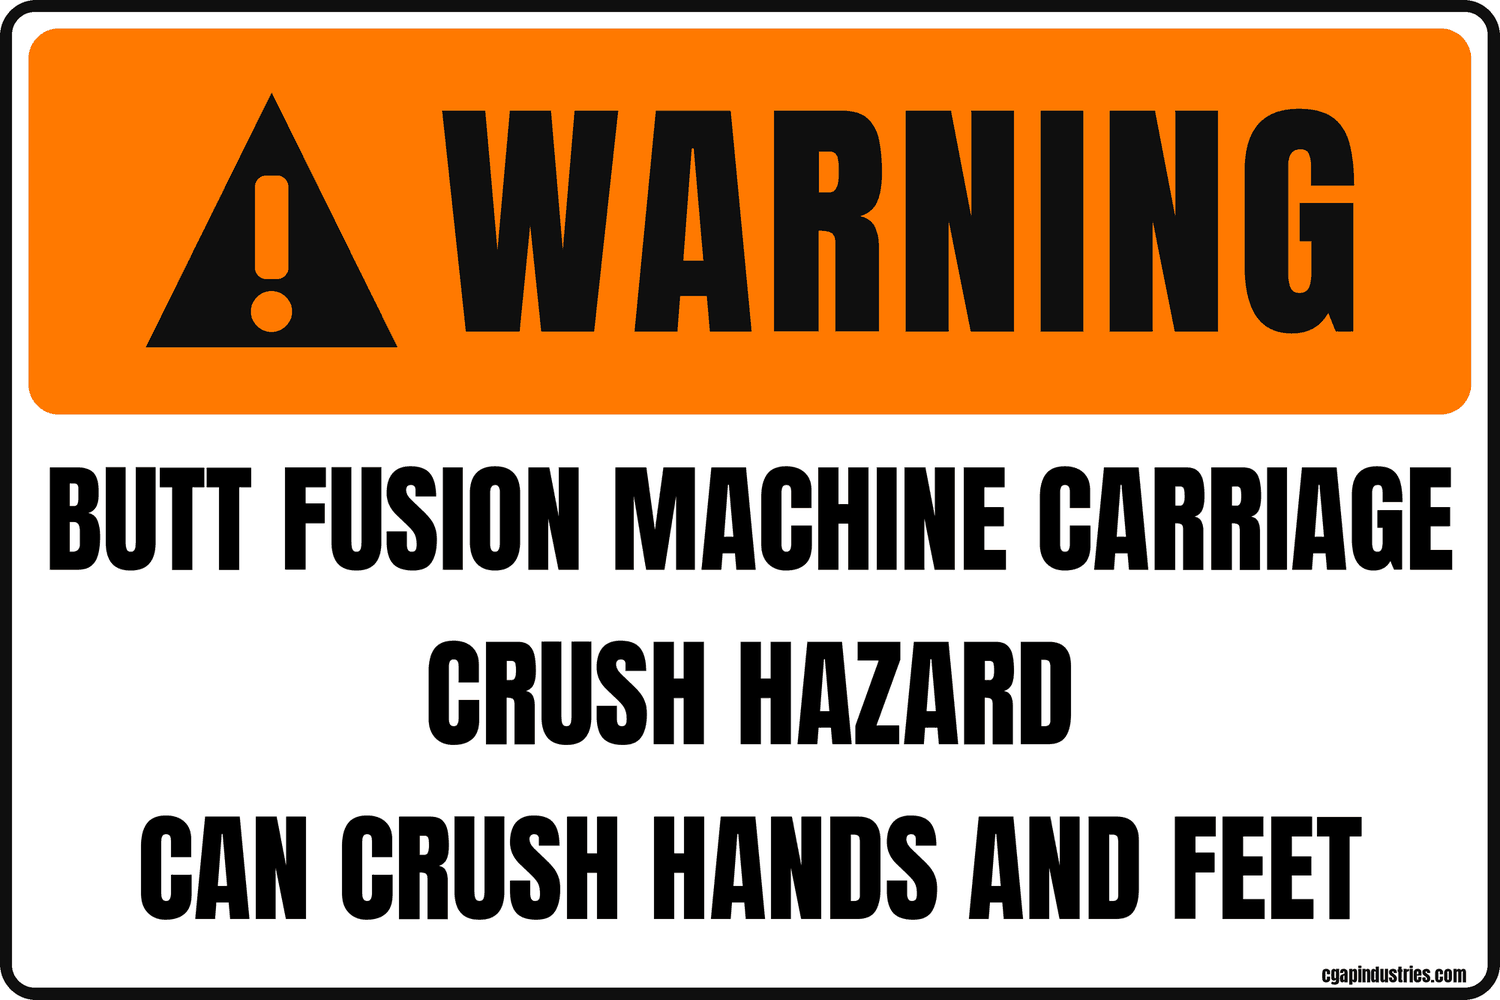 WARNING
BUTT FUSION MACHINE CARRIAGE
CRUSH HAZARD
CAN CRUSH HANDS AND FEET
cgapindustries.com